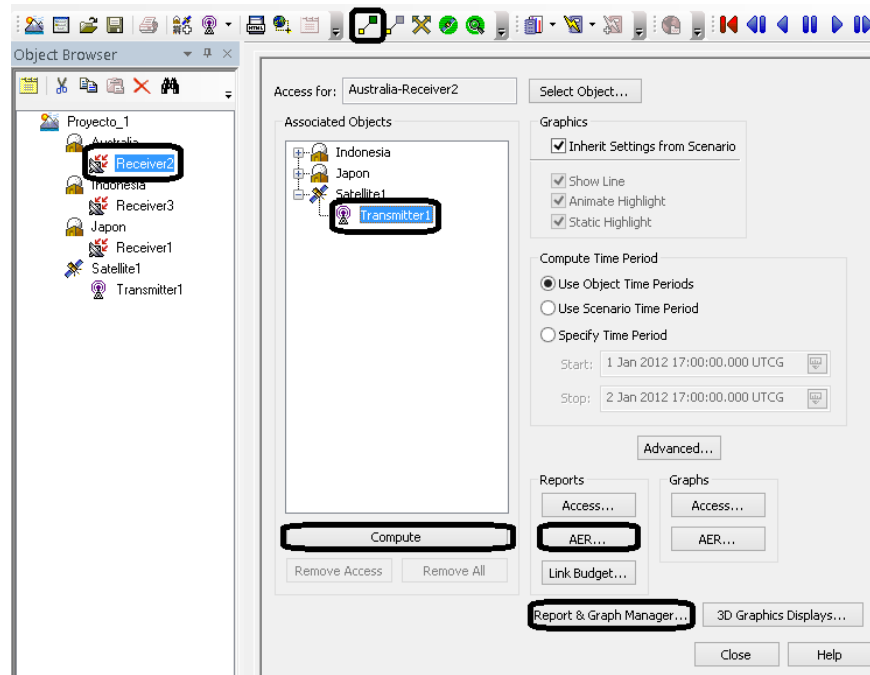 Object Browser
Proyecto_1
Australia
Receiver2
Indonesia
Receiver3
Japon
Receiver1
Satellite1
Transmitter1
Access for: Australia-Receiver2 Select Object...
Associated Objects
Indonesia
Japon
Satellite1
Transmitter1
Compute
Remove Access Remove All
Graphics
Inherit Settings from Scenario
Show Line
Animate Highlight
Static Highlight
Compute Time Period
Use Object Time Periods
Use Scenario Time Period
Specify Time Period
Start: 1 Jan 2012 17:00:00.000 UTCG
Stop: 2 Jan 2012 17:00:00.000 UTCG
Advanced...
Reports Graphs
Access... Access...
AER... AER...
Link Budget...
Report & Graph Manager... 3D Graphics Displays...
Close Help